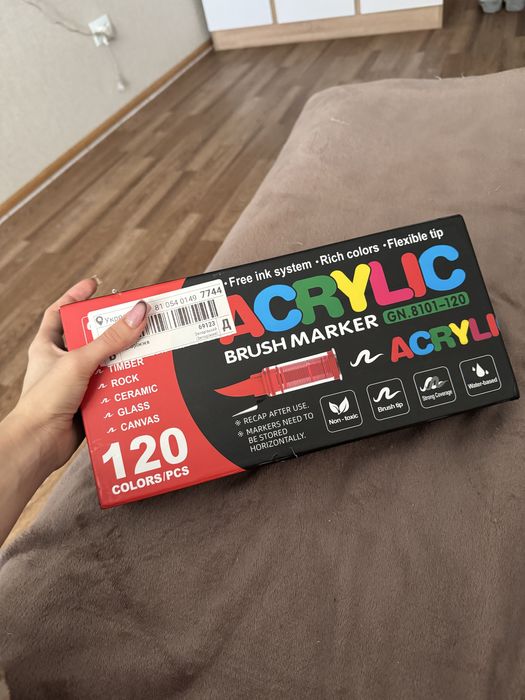 ·Free ink system ·Rich colors ·Flexible tip
ACRYLIC
BRUSH MARKER
GN.8101-120
ACRYLI
81 054 0149 7744
69123
Д
TIMBER
ROCK
CERAMIC
GLASS
CANVAS
120
COLORS/PCS
※ RECAP AFTER USE.
※ MARKERS NEED TO
BE STORED
HORIZONTALLY.
Non-toxic
Brush tip
Strong Coverage
Water-based